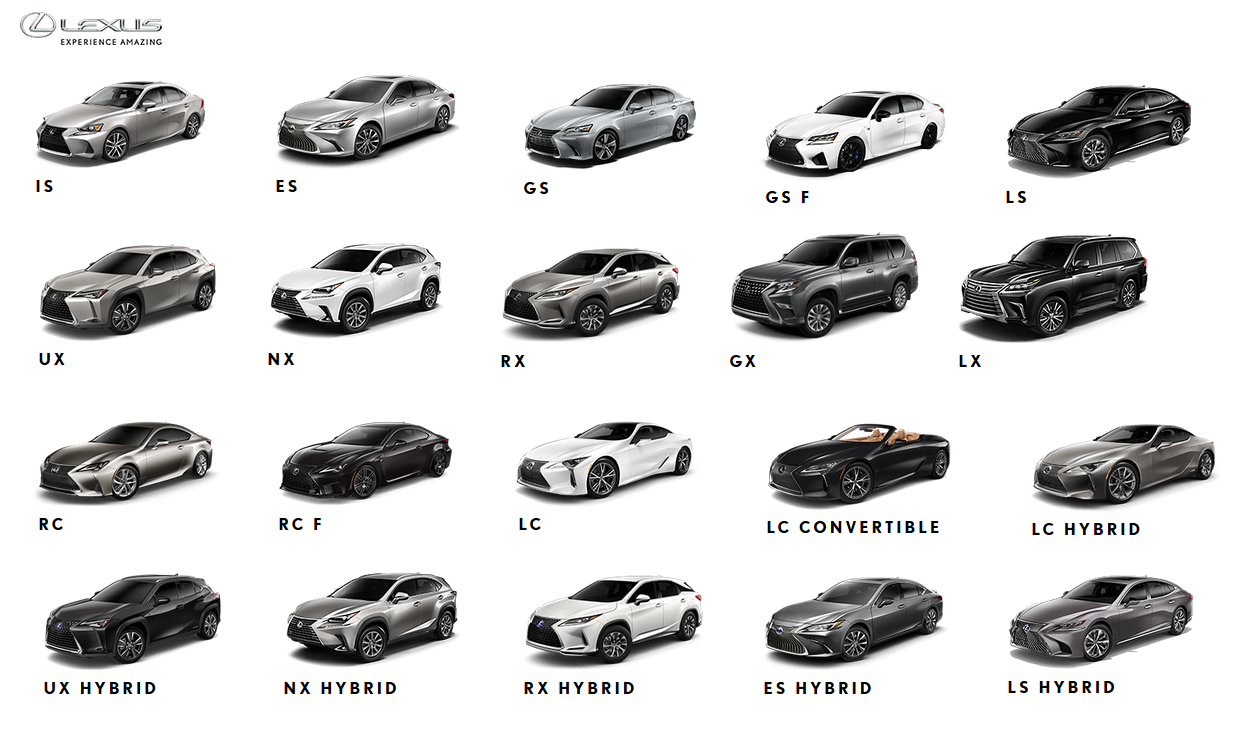 LEXUS
EXPERIENCE AMAZING
IS
ES
GS
GS F
LS
UX
NX
RX
GX
LX
RC
RC F
LC
LC CONVERTIBLE
LC HYBRID
UX HYBRID
NX HYBRID
RX HYBRID
ES HYBRID
LS HYBRID